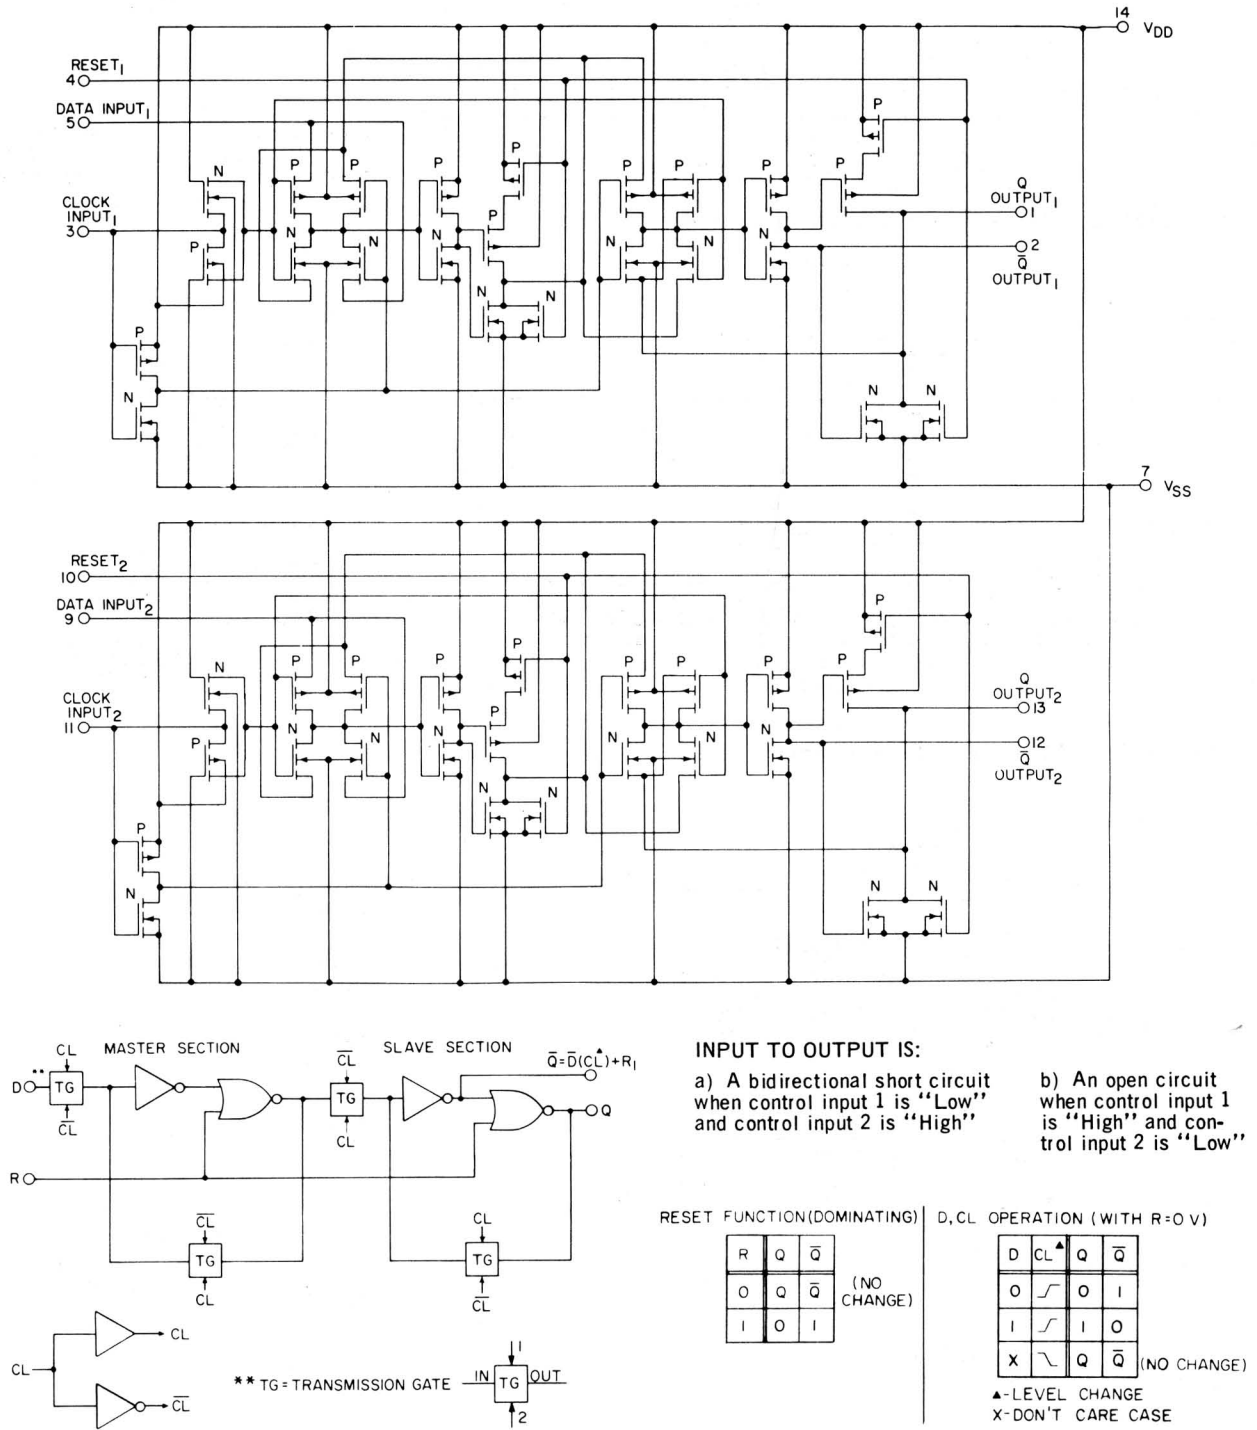 14
VDD
RESET1
4
DATA INPUT1
5
P
P
N
P
P
P
P
P
P
P
CLOCK
INPUT1
3
Q
OUTPUT1
1
P
N
N
N
P
N
N
N
2
Q̅
OUTPUT1
N
N
P
N
N
N
7
VSS
RESET2
10
DATA INPUT2
9
P
P
N
P
P
P
P
P
P
P
CLOCK
INPUT2
11
Q
OUTPUT2
13
P
N
N
N
P
N
N
N
12
Q̅
OUTPUT2
N
N
P
N
N
N
CL
MASTER SECTION
C̅L̅
SLAVE SECTION
Q̅=D̅(CL▲)+R1
D
**
TG
TG
C̅L̅
CL
Q
R
C̅L̅
TG
CL
CL
TG
C̅L̅
CL
CL
C̅L̅
** TG=TRANSMISSION GATE
1
IN
TG
OUT
2
INPUT TO OUTPUT IS:
a) A bidirectional short circuit
when control input 1 is "Low"
and control input 2 is "High"
b) An open circuit
when control input 1
is "High" and con-
trol input 2 is "Low"
RESET FUNCTION(DOMINATING)
R Q Q̅
0 Q Q̅
(NO
CHANGE)
1 0 1
D,CL OPERATION (WITH R=0 V)
D CL▲ Q Q̅
0 0 1
1 1 0
X Q Q̅ (NO CHANGE)
▲-LEVEL CHANGE
X-DON'T CARE CASE